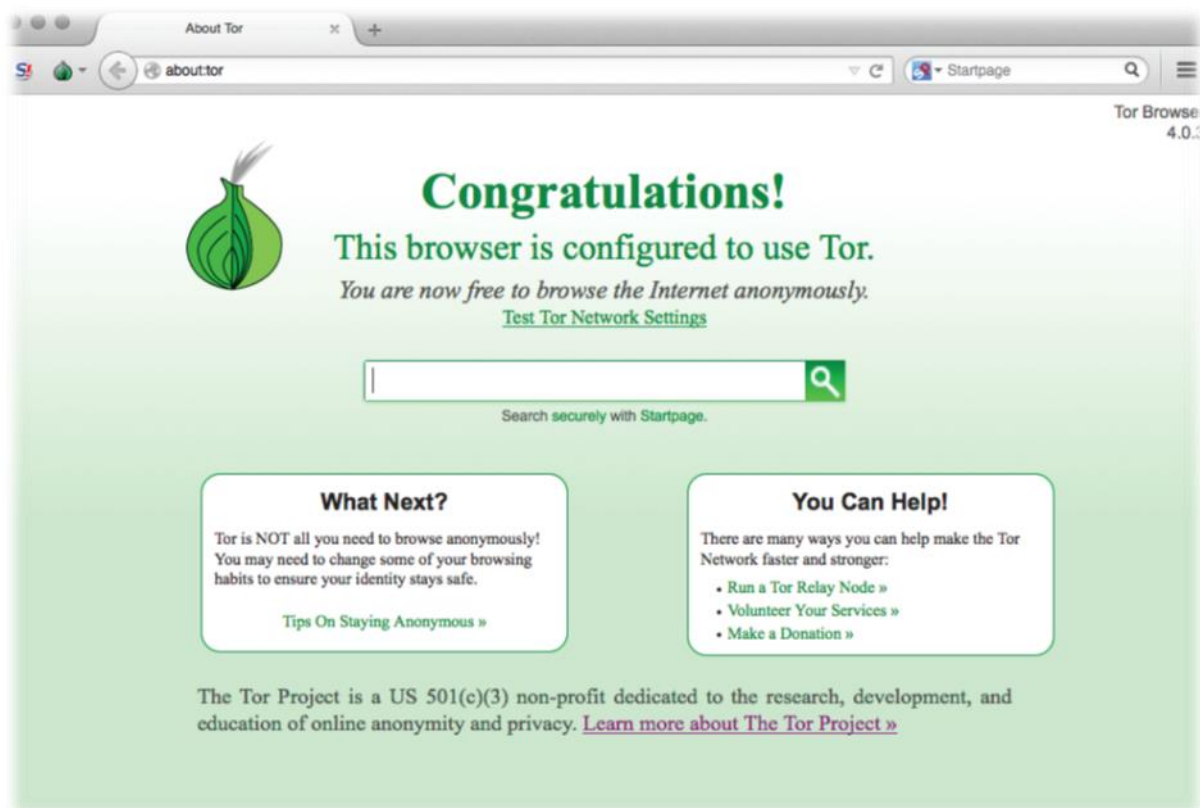 About Tor
about:tor
Startpage
Tor Browse
4.0.
Congratulations!
This browser is configured to use Tor.
You are now free to browse the Internet anonymously.
Test Tor Network Settings
Search securely with Startpage.
What Next?
Tor is NOT all you need to browse anonymously!
You may need to change some of your browsing
habits to ensure your identity stays safe.
Tips On Staying Anonymous »
You Can Help!
There are many ways you can help make the Tor
Network faster and stronger:
• Run a Tor Relay Node »
• Volunteer Your Services »
• Make a Donation »
The Tor Project is a US 501(c)(3) non-profit dedicated to the research, development, and
education of online anonymity and privacy. Learn more about The Tor Project »